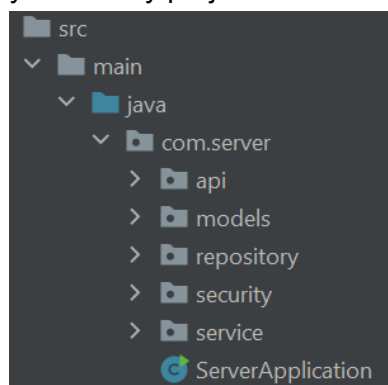 src
main
java
com.server
api
models
repository
security
service
ServerApplication